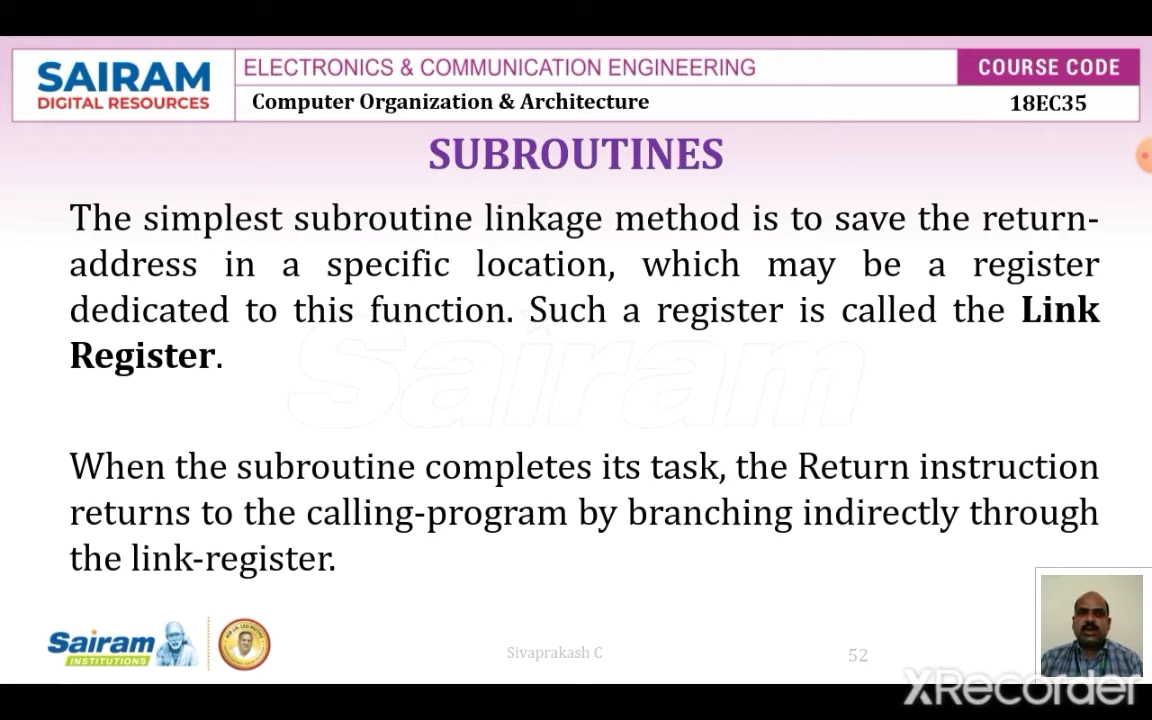 SAIRAM
DIGITAL RESOURCES
ELECTRONICS & COMMUNICATION ENGINEERING
COURSE CODE
Computer Organization & Architecture
18EC35
SUBROUTINES
The simplest subroutine linkage method is to save the return-
address in a specific location, which may be a register
dedicated to this function. Such a register is called the Link
Register.
Sairam
When the subroutine completes its task, the Return instruction
returns to the calling-program by branching indirectly through
the link-register.
Sairam
INSTITUTIONS
Sivaprakash C
52
XRecorder